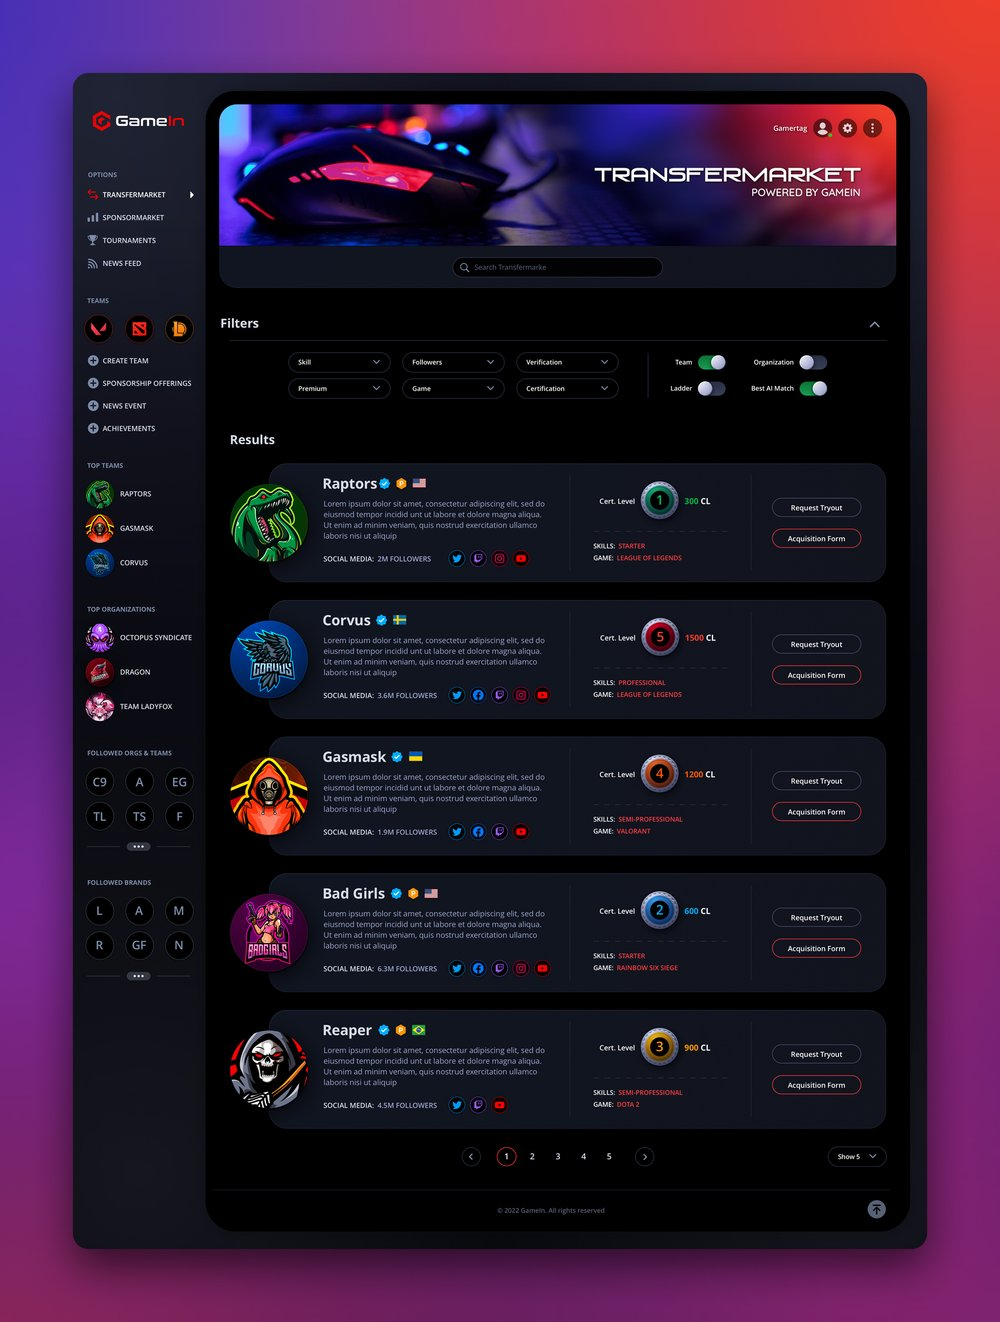 GameIn
OPTIONS
TRANSFERMARKET
SPONSORMARKET
TOURNAMENTS
NEWS FEED
TEAMS
CREATE TEAM
SPONSORSHIP OFFERINGS
NEWS EVENT
ACHIEVEMENTS
TOP TEAMS
RAPTORS
GASMASK
CORVUS
TOP ORGANIZATIONS
OCTOPUS SYNDICATE
DRAGON
TEAM LADYFOX
FOLLOWED ORGS & TEAMS
C9 A EG
TL TS F
FOLLOWED BRANDS
L A M
R GF N
Gamertag
TRANSFERMARKET
POWERED BY GAMEIN
Search Transfermarke
Filters
Skill Followers Verification Team Organization
Premium Game Certification Ladder Best AI Match
Results
Raptors P
Lorem ipsum dolor sit amet, consectetur adipiscing elit, sed do
eiusmod tempor incidid unt ut labore et dolore magna aliqua.
Ut enim ad minim veniam, quis nostrud exercitation ullamco
laboris nisi ut aliquip
SOCIAL MEDIA: 2M FOLLOWERS
Cert. Level 1 300 CL
SKILLS: STARTER
GAME: LEAGUE OF LEGENDS
Request Tryout
Acquisition Form
CORVUS
Corvus
Lorem ipsum dolor sit amet, consectetur adipiscing elit, sed do
eiusmod tempor incidid unt ut labore et dolore magna aliqua.
Ut enim ad minim veniam, quis nostrud exercitation ullamco
laboris nisi ut aliquip
SOCIAL MEDIA: 3.6M FOLLOWERS
Cert. Level 5 1500 CL
SKILLS: PROFESSIONAL
GAME: LEAGUE OF LEGENDS
Request Tryout
Acquisition Form
Gasmask
Lorem ipsum dolor sit amet, consectetur adipiscing elit, sed do
eiusmod tempor incidid unt ut labore et dolore magna aliqua.
Ut enim ad minim veniam, quis nostrud exercitation ullamco
laboris nisi ut aliquip
SOCIAL MEDIA: 1.9M FOLLOWERS
Cert. Level 4 1200 CL
SKILLS: SEMI-PROFESSIONAL
GAME: VALORANT
Request Tryout
Acquisition Form
BADGIRLS
Bad Girls P
Lorem ipsum dolor sit amet, consectetur adipiscing elit, sed do
eiusmod tempor incidid unt ut labore et dolore magna aliqua.
Ut enim ad minim veniam, quis nostrud exercitation ullamco
laboris nisi ut aliquip
SOCIAL MEDIA: 6.3M FOLLOWERS
Cert. Level 2 600 CL
SKILLS: STARTER
GAME: RAINBOW SIX SIEGE
Request Tryout
Acquisition Form
Reaper P
Lorem ipsum dolor sit amet, consectetur adipiscing elit, sed do
eiusmod tempor incidid unt ut labore et dolore magna aliqua.
Ut enim ad minim veniam, quis nostrud exercitation ullamco
laboris nisi ut aliquip
SOCIAL MEDIA: 4.5M FOLLOWERS
Cert. Level 3 900 CL
SKILLS: SEMI-PROFESSIONAL
GAME: DOTA 2
Request Tryout
Acquisition Form
1 2 3 4 5
Show 5
© 2022 GameIn. All rights reserved